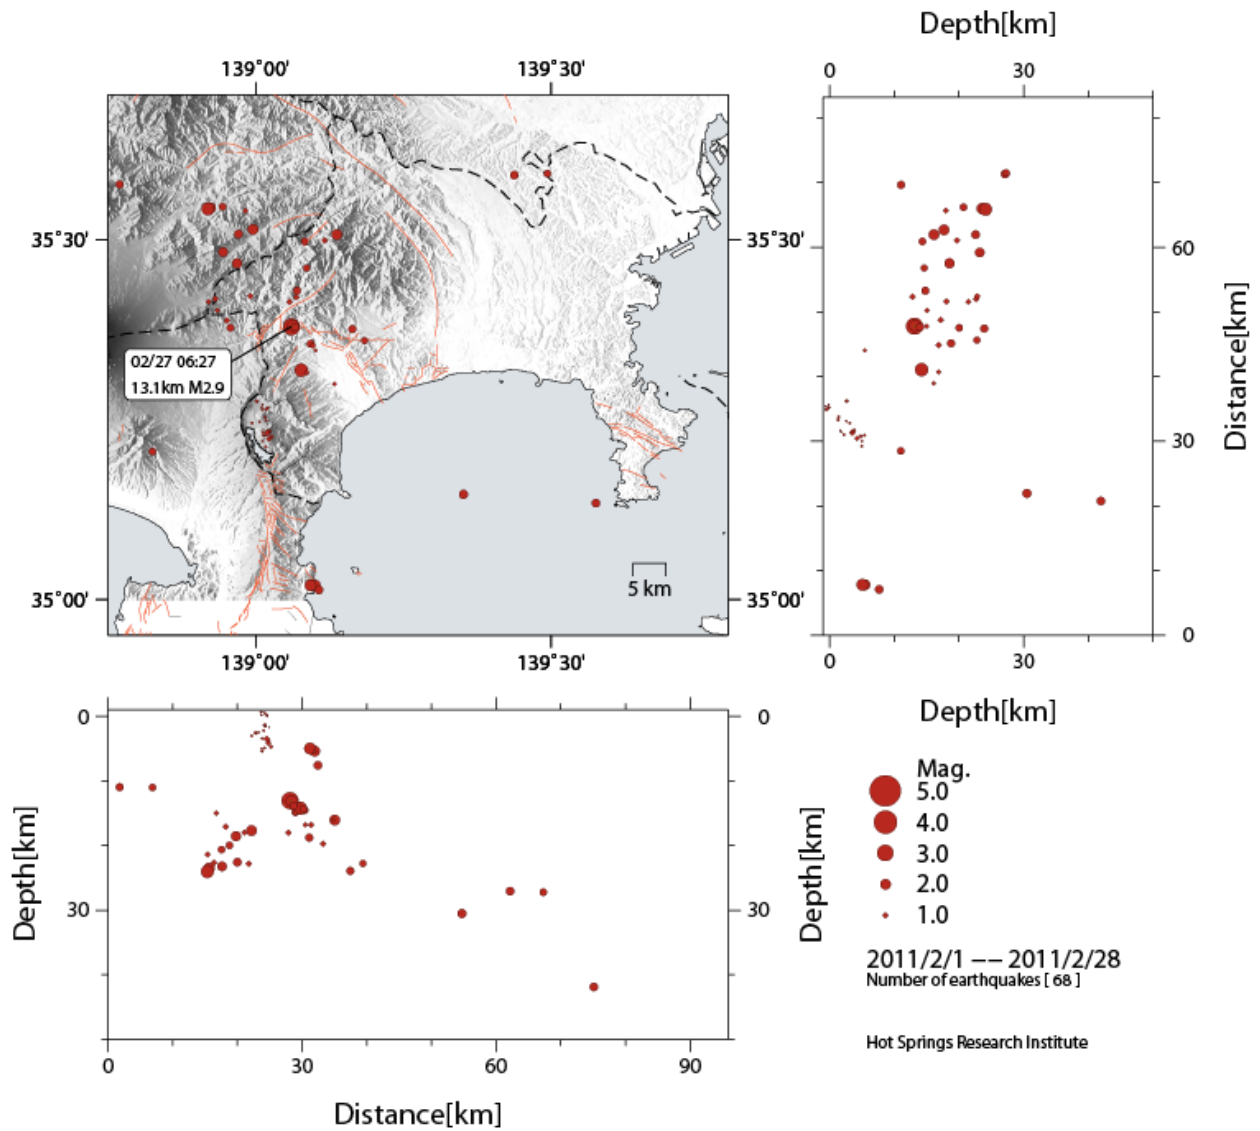 Depth[km]
0 30
139°00' 139°30'
35°30' 35°30'
60
02/27 06:27
13.1km M2.9
Distance[km]
30
5 km
35°00' 35°00'
0
139°00' 139°30'
0 30
Depth[km]
0 0
Depth[km]
30 30
Depth[km]
0 30 60 90
Distance[km]
Mag.
5.0
4.0
3.0
2.0
1.0
2011/2/1 −− 2011/2/28
Number of earthquakes [ 68 ]
Hot Springs Research Institute